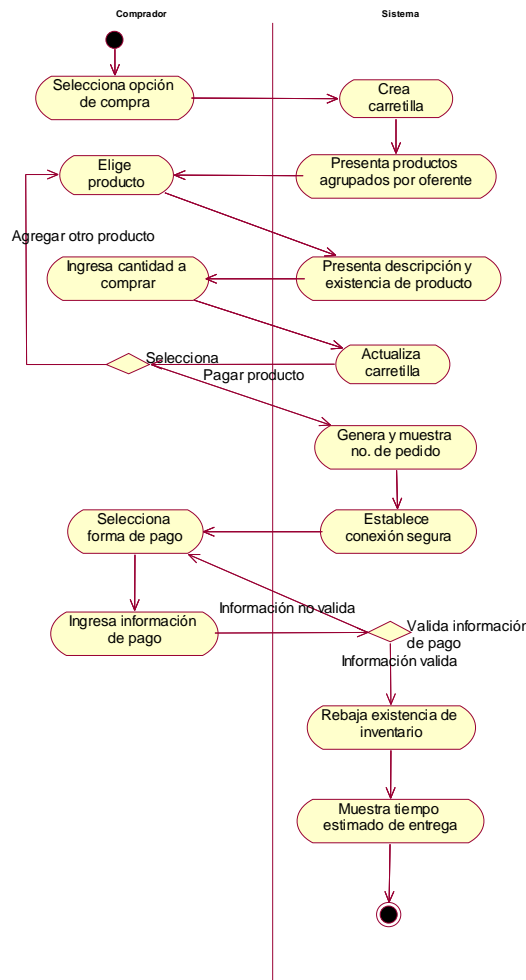 Comprador
Sistema
Selecciona opción
de compra
Crea
carretilla
Elige
producto
Presenta productos
agrupados por oferente
Agregar otro producto
Ingresa cantidad a
comprar
Presenta descripción y
existencia de producto
Selecciona
Actualiza
carretilla
Pagar producto
Genera y muestra
no. de pedido
Selecciona
forma de pago
Establece
conexión segura
Información no valida
Ingresa información
de pago
Valida información
de pago
Información valida
Rebaja existencia de
inventario
Muestra tiempo
estimado de entrega